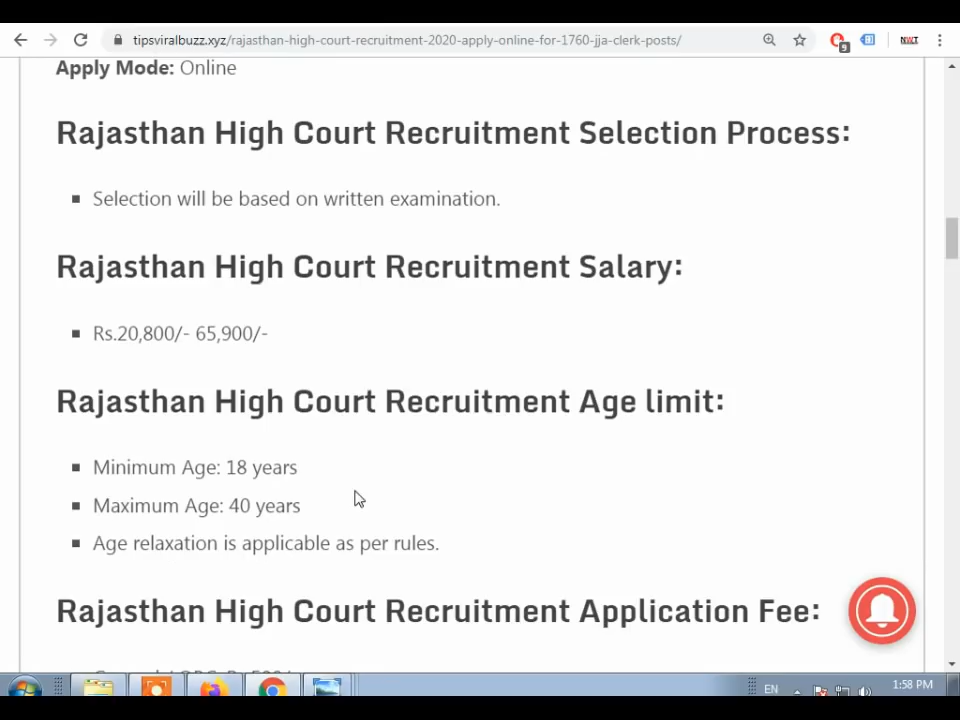 tipsviralbuzz.xyz/rajasthan-high-court-recruitment-2020-apply-online-for-1760-jja-clerk-posts/
9
NWT
Apply Mode: Online
Rajasthan High Court Recruitment Selection Process:
Selection will be based on written examination.
Rajasthan High Court Recruitment Salary:
Rs.20,800/- 65,900/-
Rajasthan High Court Recruitment Age limit:
Minimum Age: 18 years
Maximum Age: 40 years
Age relaxation is applicable as per rules.
Rajasthan High Court Recruitment Application Fee:
EN
1:58 PM